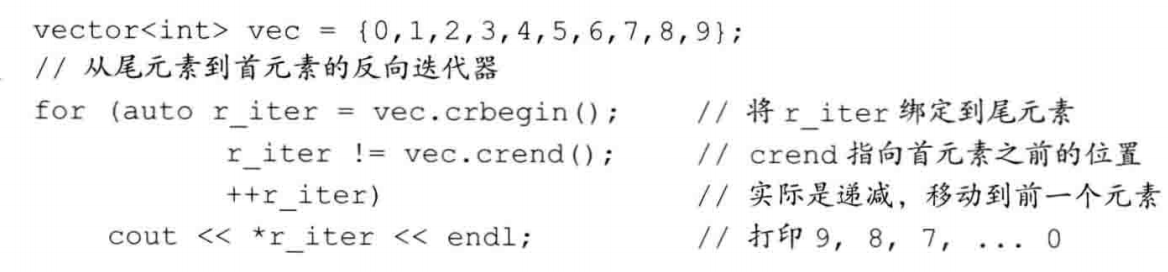 vector<int> vec = {0,1,2,3,4,5,6,7,8,9};
// 从尾元素到首元素的反向迭代器
for (auto r_iter = vec.crbegin();    // 将 r_iter 绑定到尾元素
            r_iter != vec.crend();    // crend 指向首元素之前的位置
            ++r_iter)    // 实际是递减，移动到前一个元素
    cout << *r_iter << endl;    // 打印 9, 8, 7, ... 0